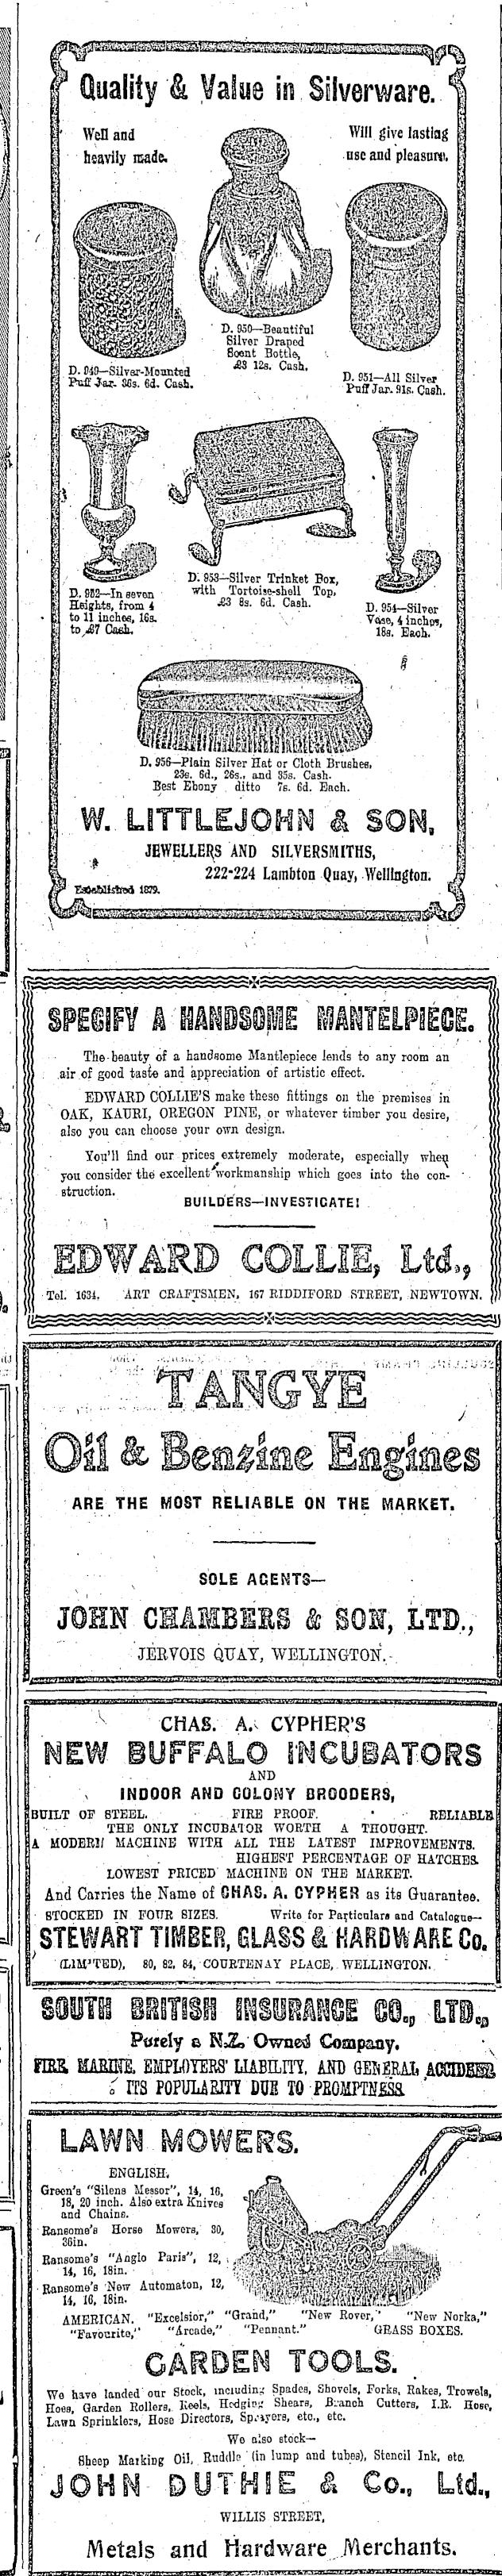 Quality & Value in Silverware.
Well and
heavily made.
Will give lasting
use and pleasure.
D. 949—Silver-Mounted
Puff Jar. 36s. 6d. Cash.
D. 950—Beautiful
Silver Draped
Scent Bottle,
£3 12s. Cash.
D. 951—All Silver
Puff Jar. 91s. Cash.
D. 952—In seven
Heights, from 4
to 11 inches, 16s.
to £7 Cash.
D. 953—Silver Trinket Box,
with Tortoise-shell Top,
£3 8s. 6d. Cash.
D. 954—Silver
Vase, 4 inches,
18s. Each.
D. 956—Plain Silver Hat or Cloth Brushes,
23s. 6d., 26s., and 35s. Cash.
Best Ebony ditto 7s. 6d. Each.
W. LITTLEJOHN & SON,
JEWELLERS AND SILVERSMITHS,
222-224 Lambton Quay, Wellington.
Established 1879.
SPECIFY A HANDSOME MANTELPIECE.
The beauty of a handsome Mantlepiece lends to any room an
air of good taste and appreciation of artistic effect.
EDWARD COLLIE'S make these fittings on the premises in
OAK, KAURI, OREGON PINE, or whatever timber you desire,
also you can choose your own design.
You'll find our prices extremely moderate, especially when
you consider the excellent workmanship which goes into the con-
struction.
BUILDERS—INVESTIGATE!
EDWARD COLLIE, Ltd.,
Tel. 1634. ART CRAFTSMEN, 167 RIDDIFORD STREET, NEWTOWN.
TANGYE
Oil & Benzine Engines
ARE THE MOST RELIABLE ON THE MARKET.
SOLE AGENTS—
JOHN CHAMBERS & SON, LTD.,
JERVOIS QUAY, WELLINGTON.
CHAS. A. CYPHER'S
NEW BUFFALO INCUBATORS
AND
INDOOR AND COLONY BROODERS,
BUILT OF STEEL. FIRE PROOF. RELIABLE
THE ONLY INCUBATOR WORTH A THOUGHT.
A MODERN MACHINE WITH ALL THE LATEST IMPROVEMENTS.
HIGHEST PERCENTAGE OF HATCHES.
LOWEST PRICED MACHINE ON THE MARKET.
And Carries the Name of CHAS. A. CYPHER as its Guarantee.
STOCKED IN FOUR SIZES. Write for Particulars and Catalogue—
STEWART TIMBER, GLASS & HARDWARE Co.
(LIMITED), 80, 82, 84, COURTENAY PLACE, WELLINGTON.
SOUTH BRITISH INSURANCE CO., LTD.,
Purely a N.Z. Owned Company.
FIRE, MARINE, EMPLOYERS' LIABILITY, AND GENERAL ACCIDENT
ITS POPULARITY DUE TO PROMPTNESS.
LAWN MOWERS.
ENGLISH.
Green's "Silens Messor", 14, 16,
18, 20 inch. Also extra Knives
and Chains.
Ransome's Horse Mowers, 30,
36in.
Ransome's "Anglo Paris", 12,
14, 16, 18in.
Ransome's New Automaton, 12,
14, 16, 18in.
AMERICAN. "Excelsior," "Grand," "New Rover," "New Norka,"
"Favourite," "Arcade," "Pennant." GRASS BOXES.
GARDEN TOOLS.
We have landed our Stock, including Spades, Shovels, Forks, Rakes, Trowels,
Hoes, Garden Rollers, Reels, Hedging Shears, Branch Cutters, I.R. Hose,
Lawn Sprinklers, Hose Directors, Sprayers, etc., etc.
We also stock—
Sheep Marking Oil, Ruddle (in lump and tubes), Stencil Ink, etc.
JOHN DUTHIE & Co., Ltd.,
WILLIS STREET,
Metals and Hardware Merchants.